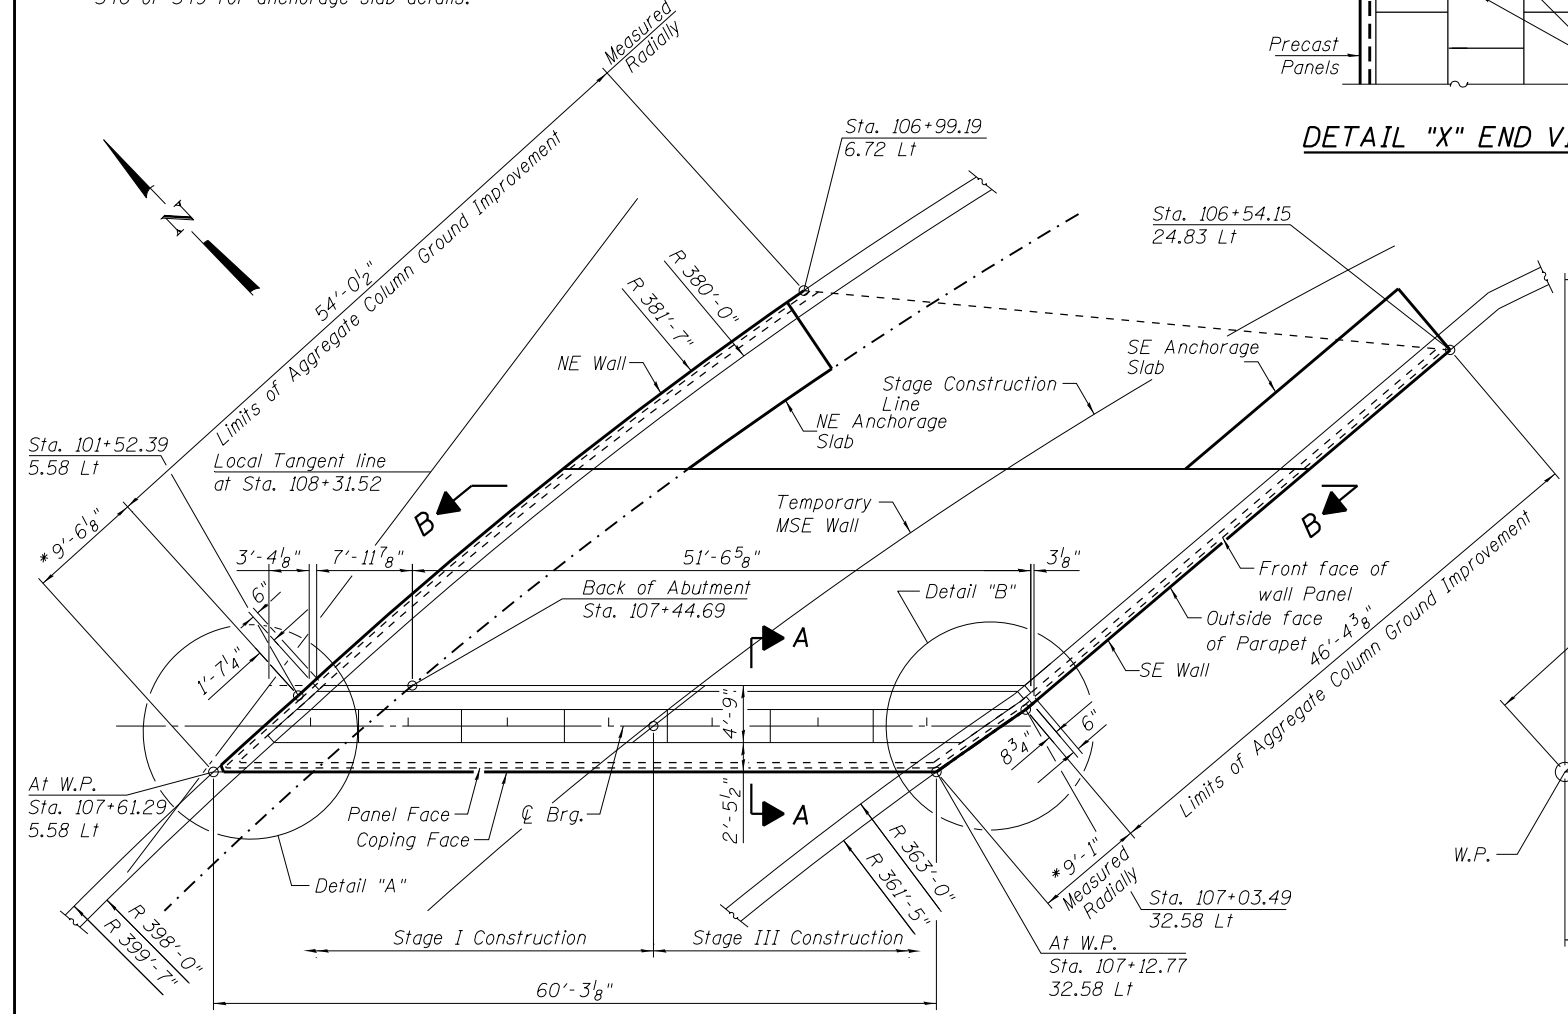 Measured
Radially
Precast
Panels
DETAIL "X" END V
Sta. 106+99.19
6.72 Lt
Sta. 106+54.15
24.83 Lt
N
54'-0½"
Limits of Aggregate Column Ground Improvement
R 380'-0"
R 381'-7"
NE Wall
SE Anchorage
Slab
Stage Construction
Line
NE Anchorage
Slab
Sta. 101+52.39
5.58 Lt
Local Tangent line
at Sta. 108+31.52
B
B
Temporary
MSE Wall
*9'-6⅛"
3'-4⅛"
7'-11⅞"
51'-6⅝"
3⅛"
6"
1'-7¼"
Back of Abutment
Sta. 107+44.69
Detail "B"
Front face of
wall Panel
Outside face
of Parapet
46'-4⅜"
Limits of Aggregate Column Ground Improvement
SE Wall
A
4'-9"
6"
8¾"
At W.P.
Sta. 107+61.29
5.58 Lt
Panel Face
Coping Face
℄ Brg.
2'-5½"
A
Detail "A"
R 363'-0"
R 361'-5"
*9'-1"
Measured
Radially
W.P.
Sta. 107+03.49
32.58 Lt
R 398'-0"
R 399'-7"
Stage I Construction
Stage III Construction
At W.P.
Sta. 107+12.77
32.58 Lt
60'-3⅛"